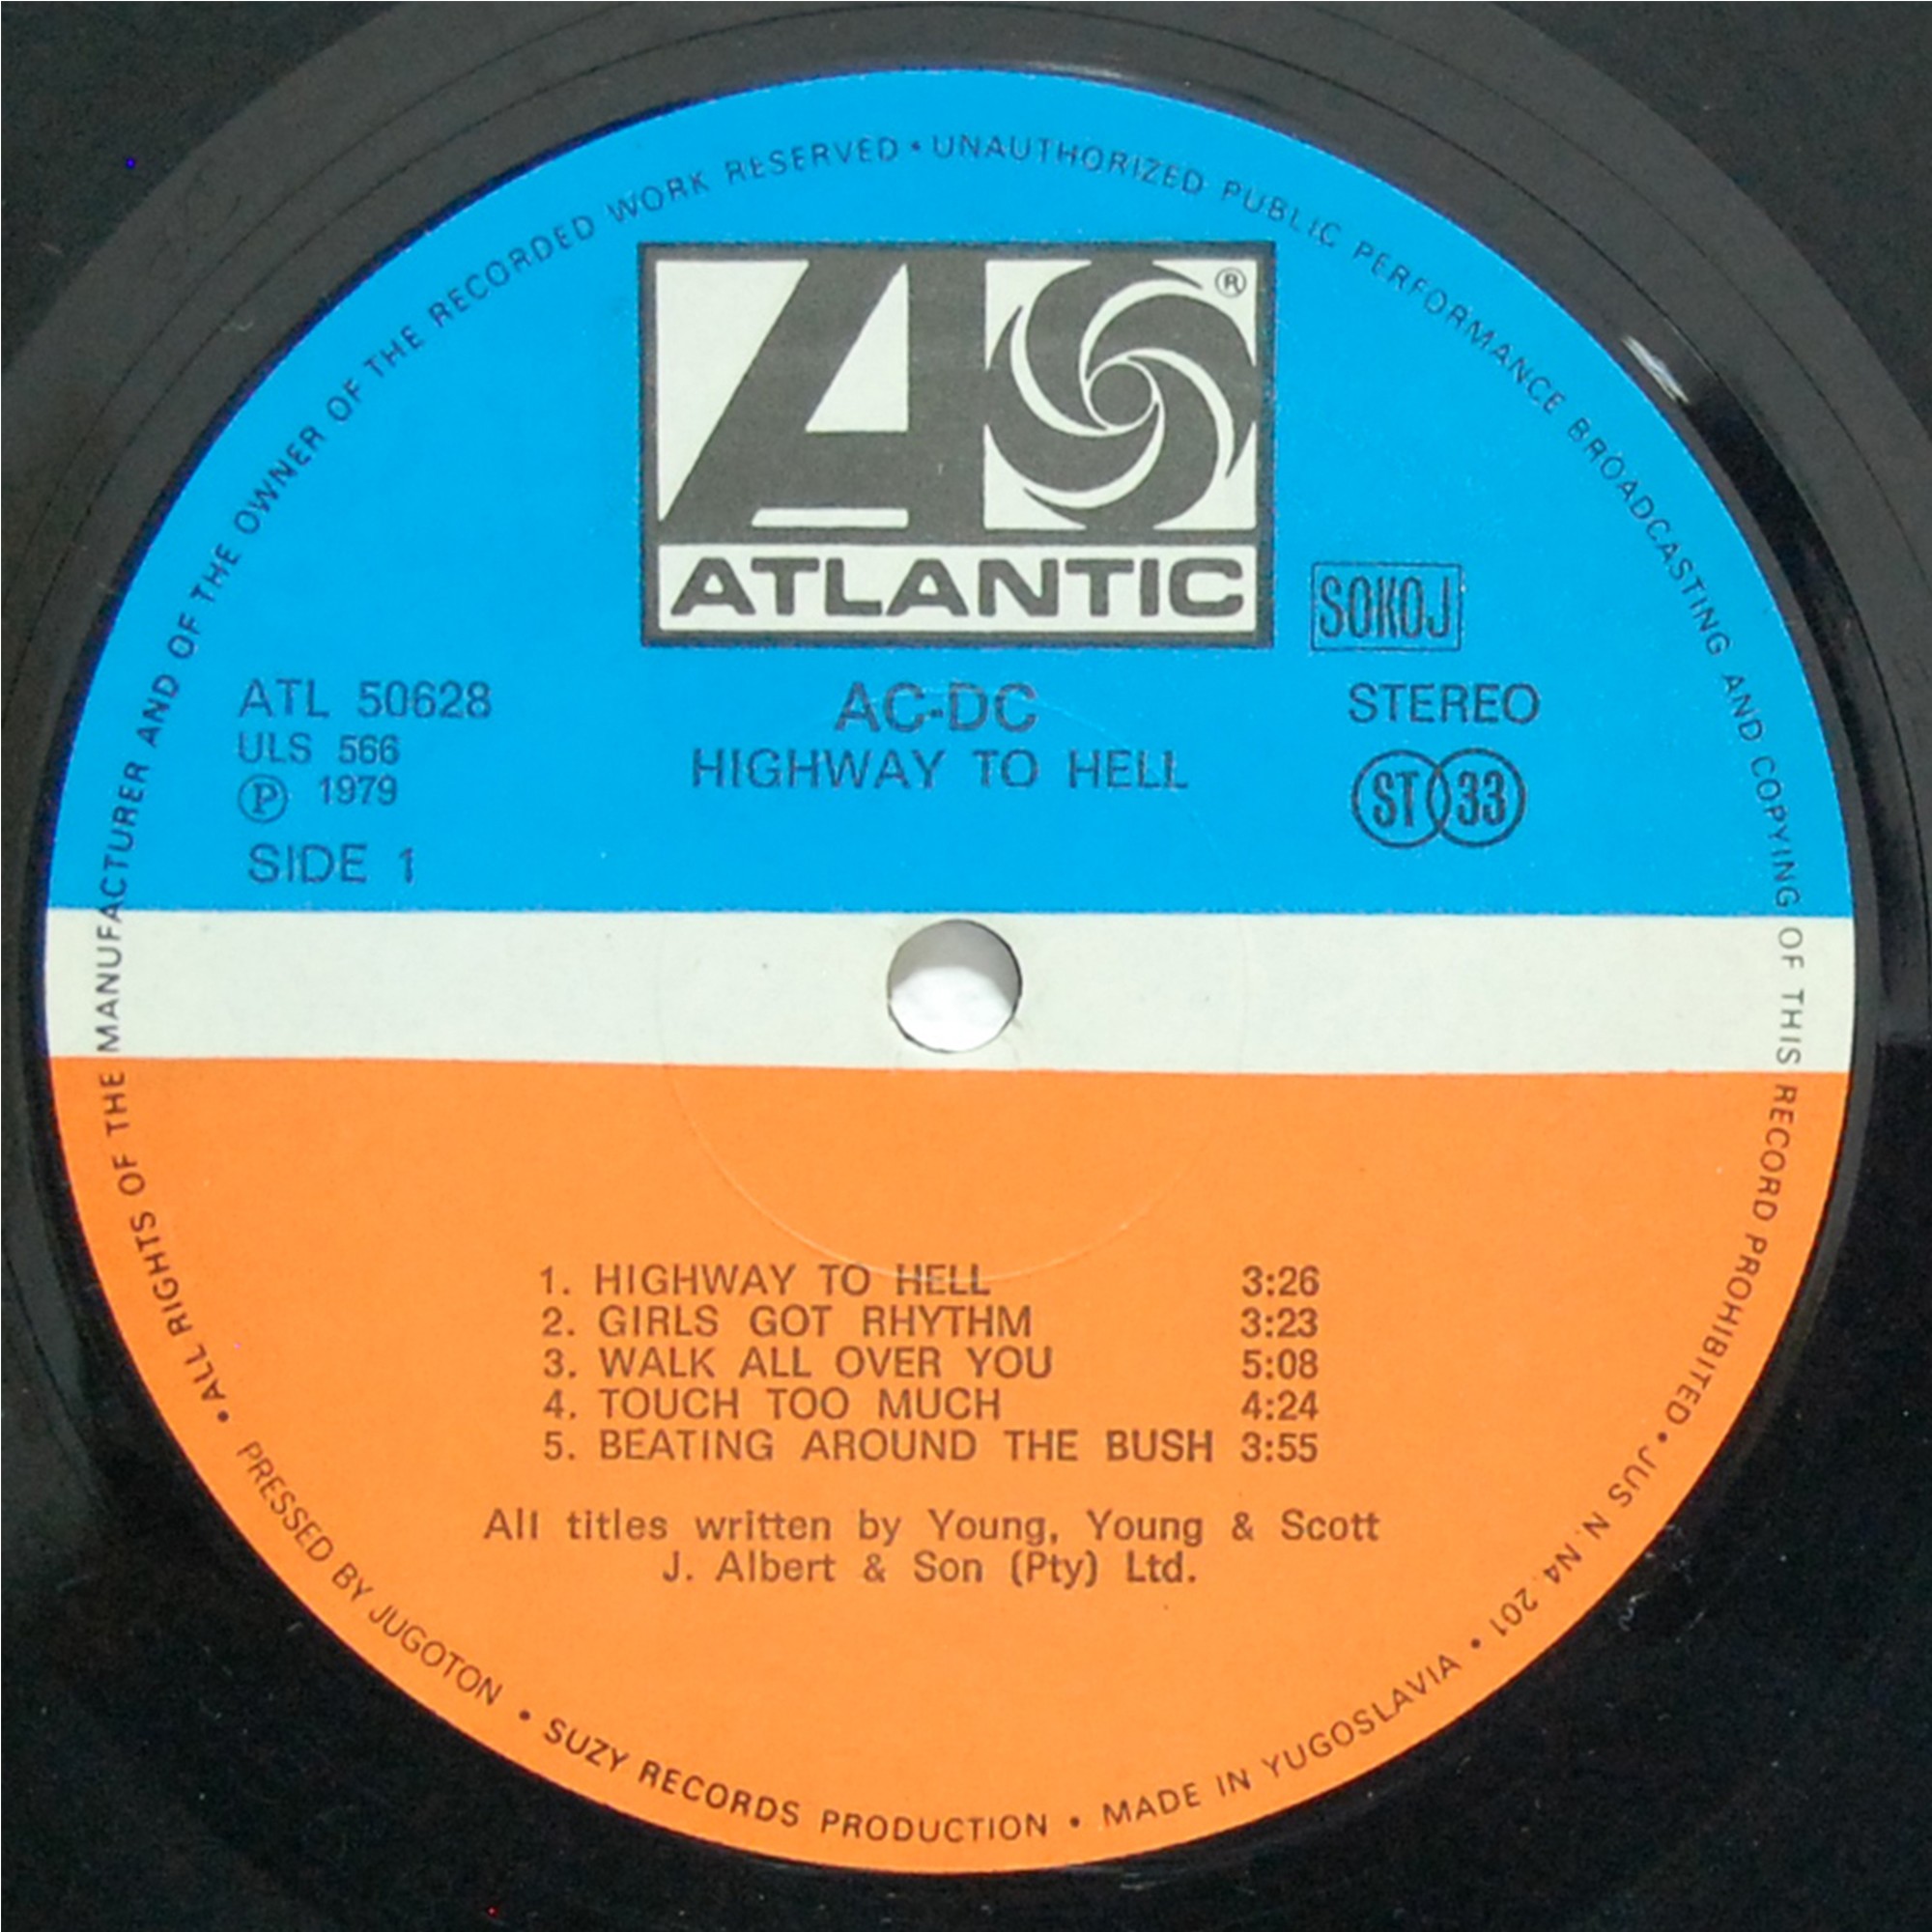 • ALL RIGHTS OF THE MANUFACTURER AND OF THE OWNER OF THE RECORDED WORK RESERVED • UNAUTHORIZED PUBLIC PERFORMANCE BROADCASTING AND COPYING OF THIS RECORD PROHIBITED • JUS N. N4. 201 •
®
ATLANTIC
SOKOJ
ATL 50628
ULS 566
Ⓟ 1979
SIDE 1
AC-DC
HIGHWAY TO HELL
STEREO
ST 33
1. HIGHWAY TO HELL 3:26
2. GIRLS GOT RHYTHM 3:23
3. WALK ALL OVER YOU 5:08
4. TOUCH TOO MUCH 4:24
5. BEATING AROUND THE BUSH 3:55
All titles written by Young, Young & Scott
J. Albert & Son (Pty) Ltd.
PRESSED BY JUGOTON • SUZY RECORDS PRODUCTION • MADE IN YUGOSLAVIA